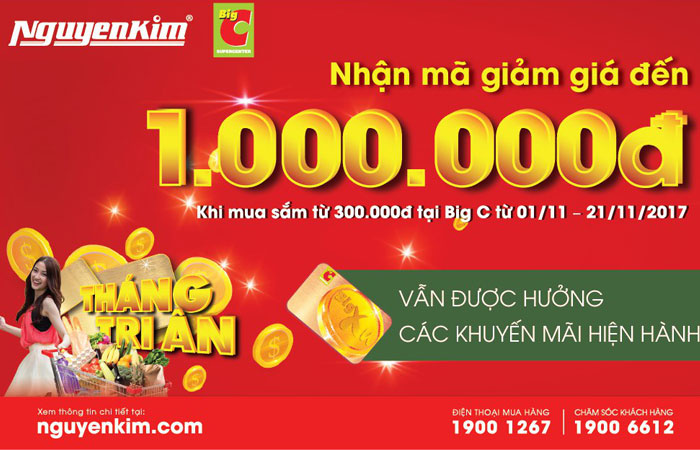 NGUYENKIM®
Big
C
SUPERCENTER
Nhận mã giảm giá đến
1.000.000đ
Khi mua sắm từ 300.000đ tại Big C từ 01/11 – 21/11/2017
THÁNG
TRI ÂN
C
Big
Xu
VẪN ĐƯỢC HƯỞNG
CÁC KHUYẾN MÃI HIỆN HÀNH
Xem thông tin chi tiết tại:
nguyenkim.com
ĐIỆN THOẠI MUA HÀNG
1900 1267
CHĂM SÓC KHÁCH HÀNG
1900 6612